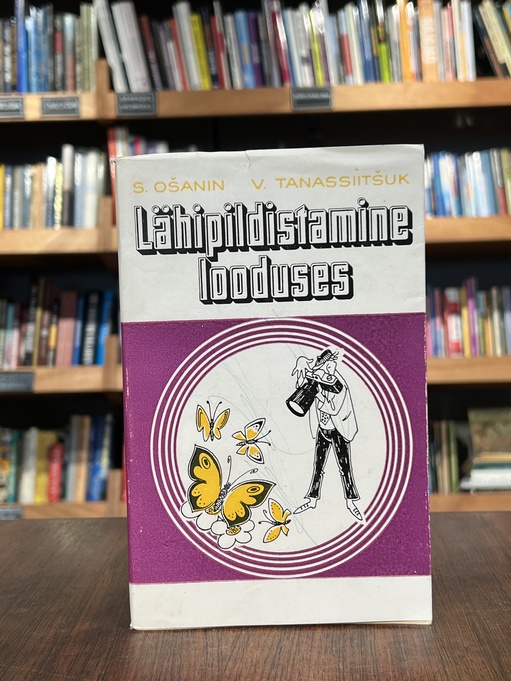 S. OŠANIN V. TANASSIITŠUK
Lähipildistamine
looduses